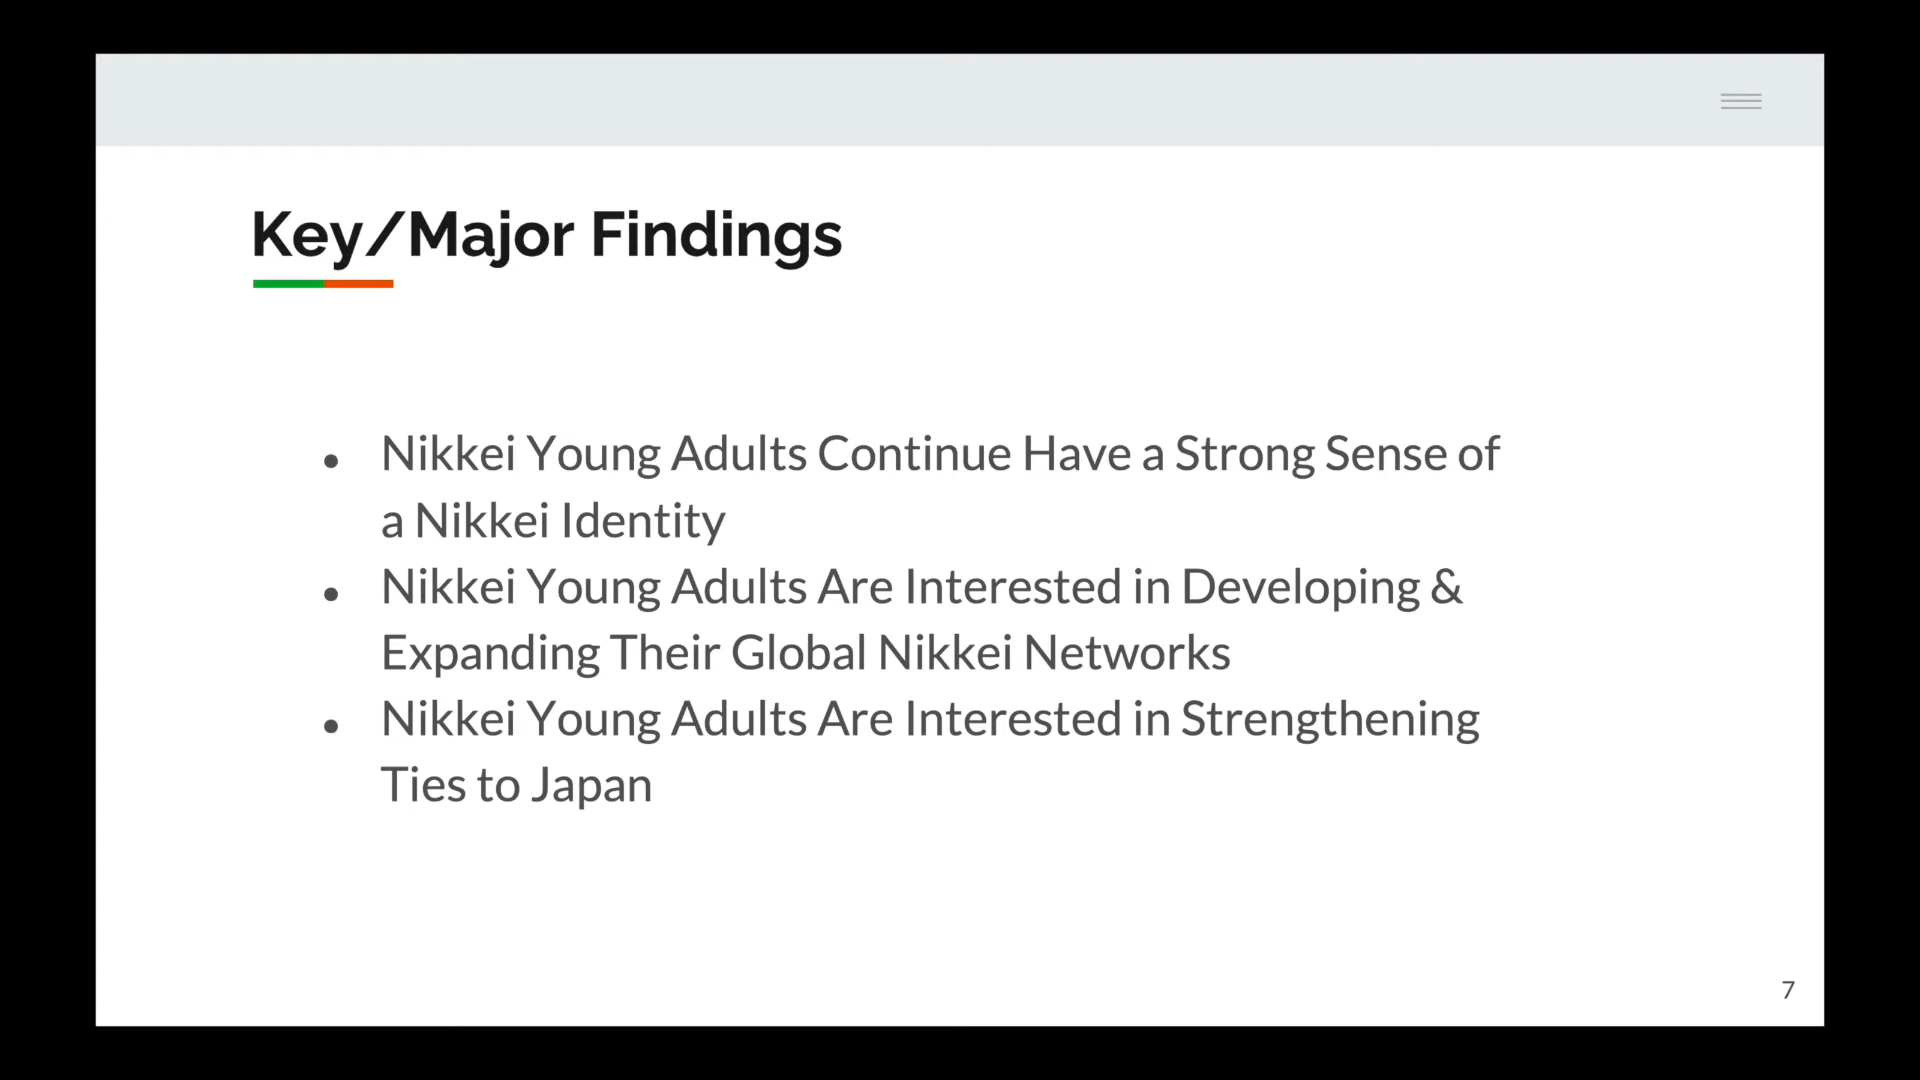 Key/Major Findings
● Nikkei Young Adults Continue Have a Strong Sense of
a Nikkei Identity
● Nikkei Young Adults Are Interested in Developing &
Expanding Their Global Nikkei Networks
● Nikkei Young Adults Are Interested in Strengthening
Ties to Japan
7